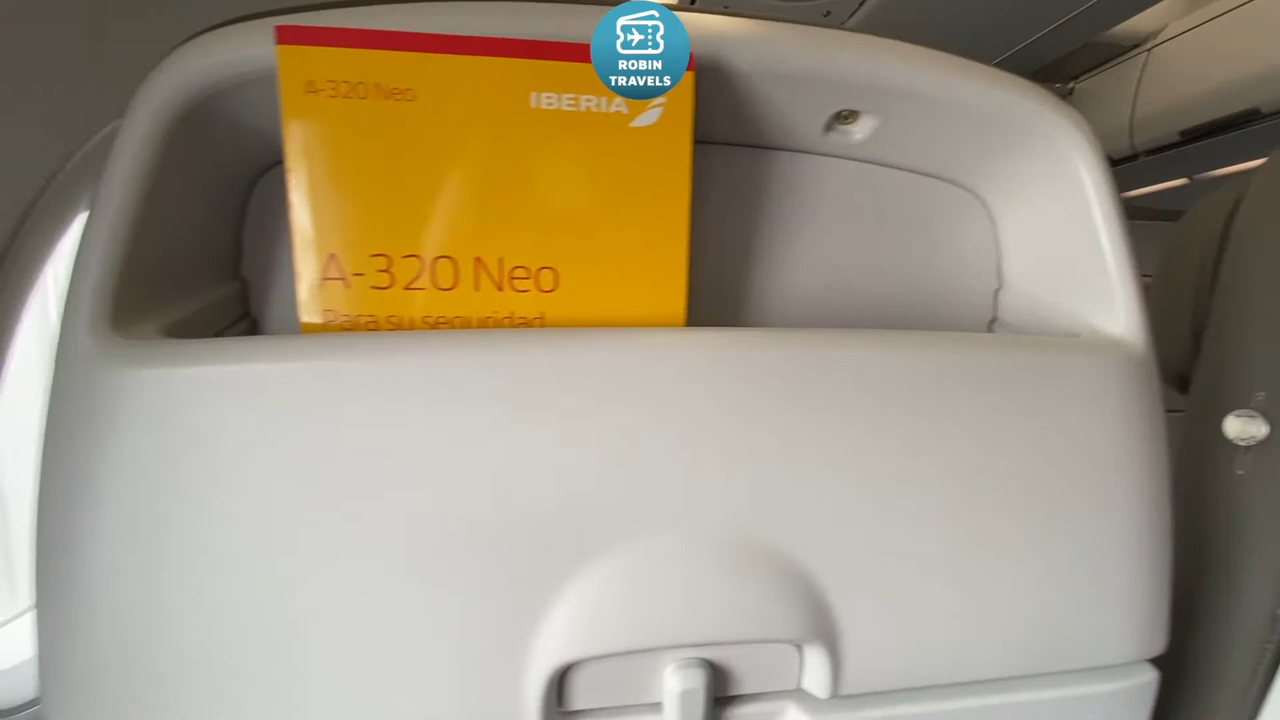 ROBIN
TRAVELS
A-320 Neo
IBERIA
A-320 Neo
Para su seguridad